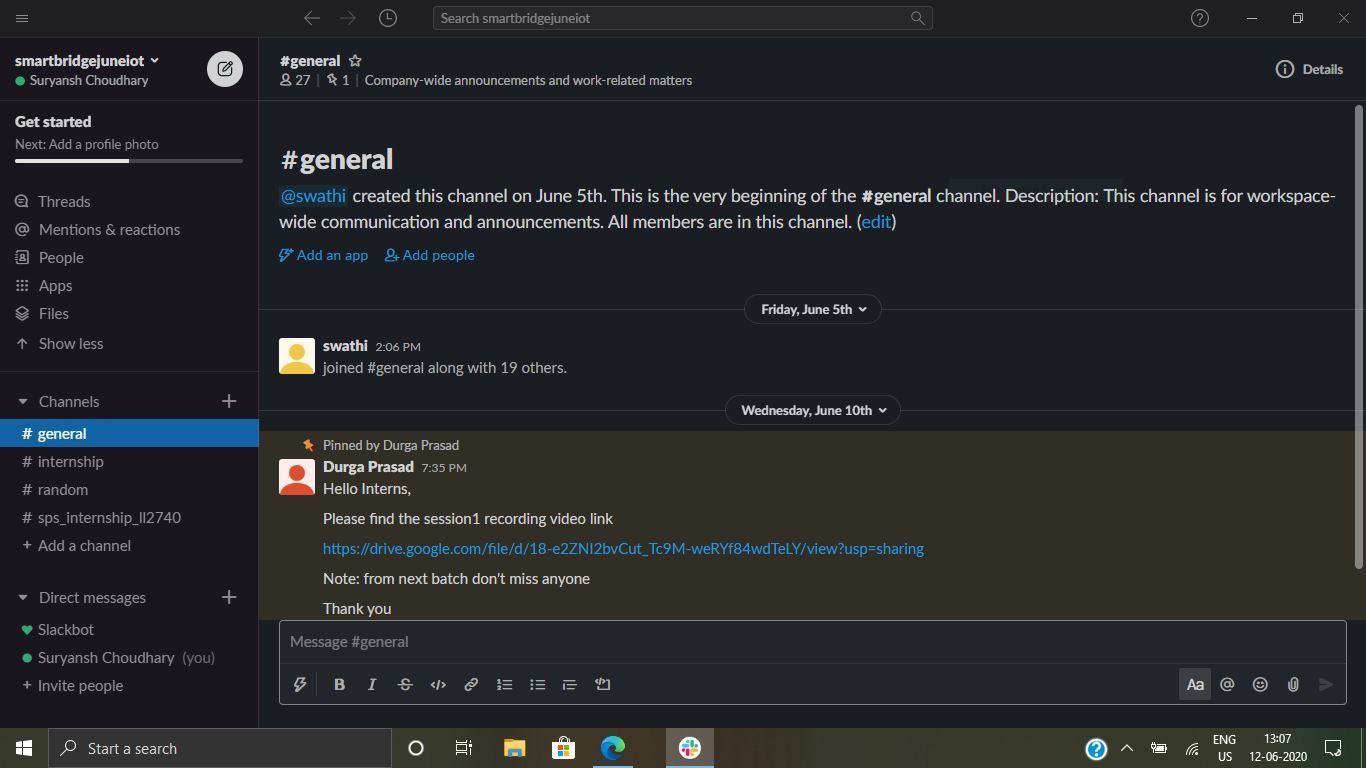 Search smartbridgejuneiot
smartbridgejuneiot
Suryansh Choudhary
#general
27 | 1 | Company-wide announcements and work-related matters
Details
Get started
Next: Add a profile photo
Threads
Mentions & reactions
People
Apps
Files
Show less
Channels +
# general
# internship
# random
# sps_internship_ll2740
+ Add a channel
Direct messages +
Slackbot
Suryansh Choudhary (you)
+ Invite people
#general
@swathi created this channel on June 5th. This is the very beginning of the #general channel. Description: This channel is for workspace-
wide communication and announcements. All members are in this channel. (edit)
Add an app Add people
Friday, June 5th
swathi 2:06 PM
joined #general along with 19 others.
Wednesday, June 10th
Pinned by Durga Prasad
Durga Prasad 7:35 PM
Hello Interns,
Please find the session1 recording video link
https://drive.google.com/file/d/18-e2ZNI2bvCut_Tc9M-weRYf84wdTeLY/view?usp=sharing
Note: from next batch don't miss anyone
Thank you
Message #general
B I S </> Aa @
Start a search
ENG
US
13:07
12-06-2020